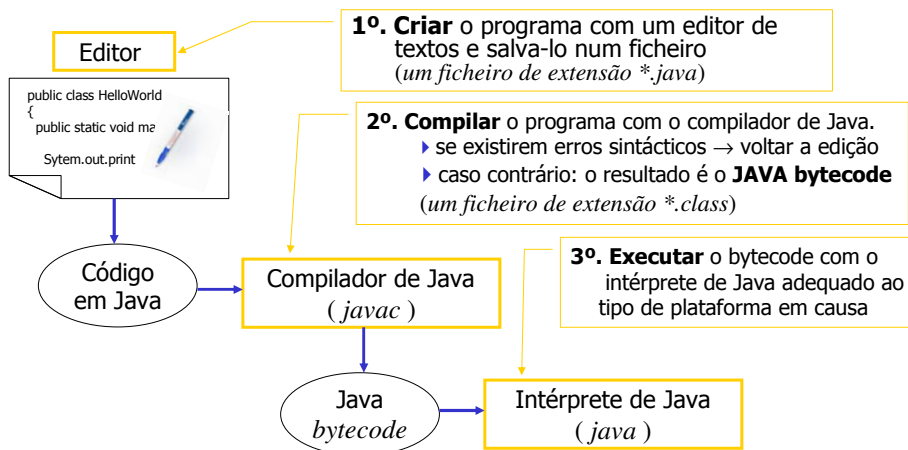 1º. Criar o programa com um editor de
textos e salva-lo num ficheiro
(um ficheiro de extensão *.java)
Editor
public class HelloWorld
{
public static void ma
Sytem.out.print
2º. Compilar o programa com o compilador de Java.
se existirem erros sintácticos → voltar a edição
caso contrário: o resultado é o JAVA bytecode
(um ficheiro de extensão *.class)
Código
em Java
Compilador de Java
( javac )
3º. Executar o bytecode com o
intérprete de Java adequado ao
tipo de plataforma em causa
Java
bytecode
Intérprete de Java
( java )